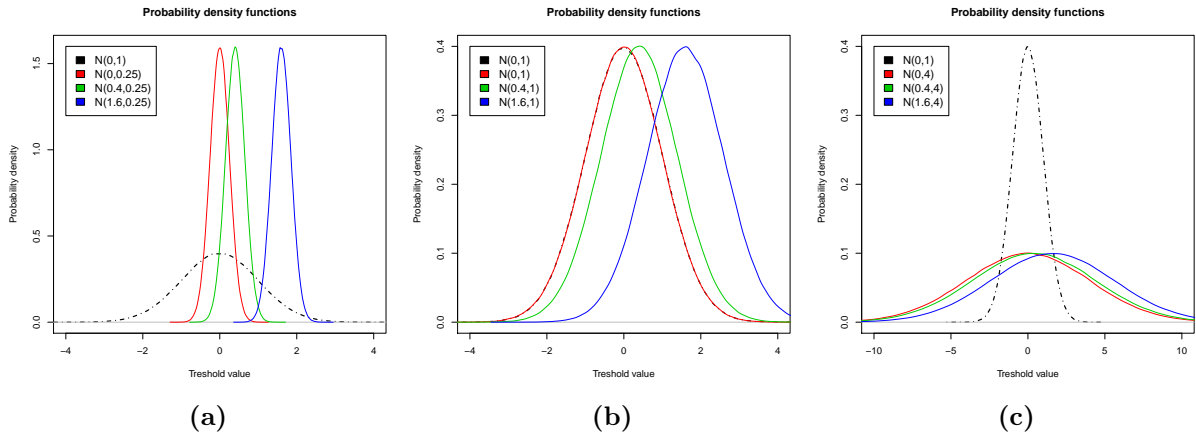 Probability density functions
N(0,1)
N(0,0.25)
N(0.4,0.25)
N(1.6,0.25)
Probability density
0.0
0.5
1.0
1.5
−4
−2
0
2
4
Treshold value
(a)
Probability density functions
N(0,1)
N(0,1)
N(0.4,1)
N(1.6,1)
Probability density
0.0
0.1
0.2
0.3
0.4
−4
−2
0
2
4
Treshold value
(b)
Probability density functions
N(0,1)
N(0,4)
N(0.4,4)
N(1.6,4)
Probability density
0.0
0.1
0.2
0.3
0.4
−10
−5
0
5
10
Treshold value
(c)